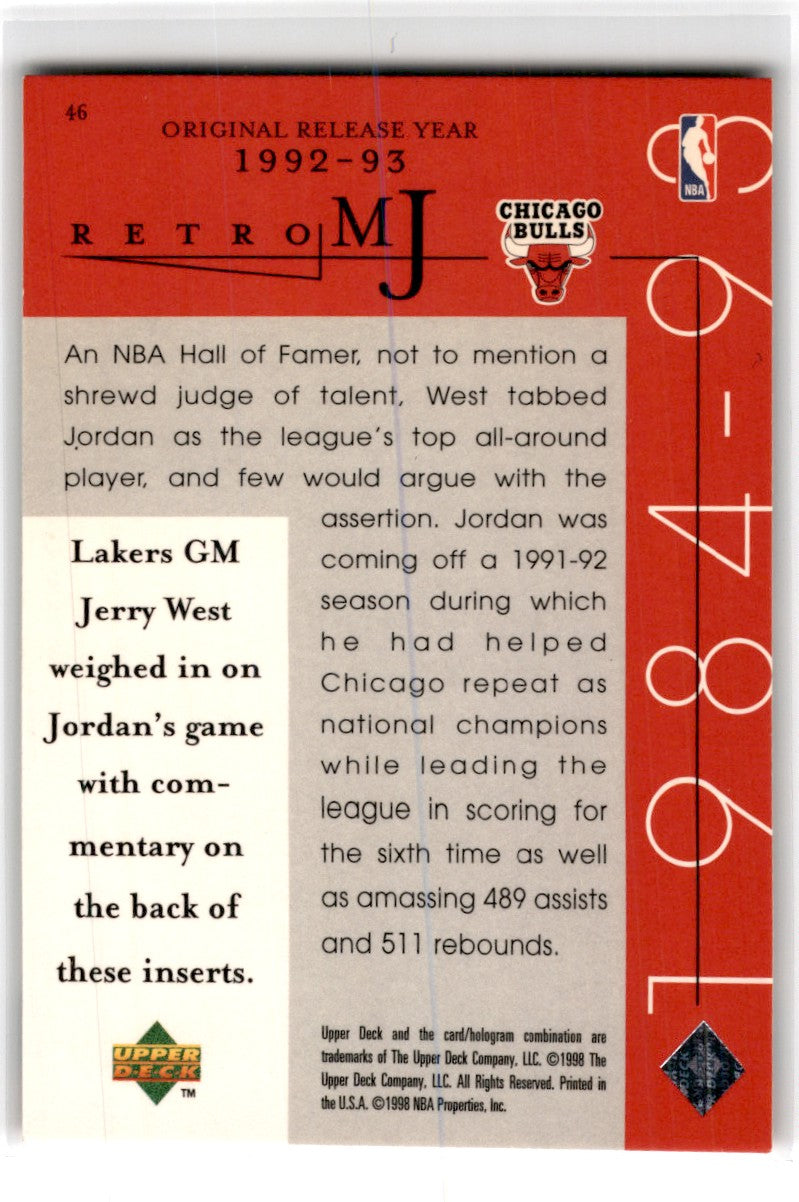 46
ORIGINAL RELEASE YEAR
1992-93
RETRO MJ
CHICAGO
BULLS
NBA
1984-93
An NBA Hall of Famer, not to mention a
shrewd judge of talent, West tabbed
Jordan as the league's top all-around
player, and few would argue with the
assertion. Jordan was
coming off a 1991-92
season during which
he had helped
Chicago repeat as
national champions
while leading the
league in scoring for
the sixth time as well
as amassing 489 assists
and 511 rebounds.
Lakers GM
Jerry West
weighed in on
Jordan's game
with com-
mentary on
the back of
these inserts.
UPPER
DECK
TM
Upper Deck and the card/hologram combination are
trademarks of The Upper Deck Company, LLC. ©1998 The
Upper Deck Company, LLC. All Rights Reserved. Printed in
the U.S.A. ©1998 NBA Properties, Inc.